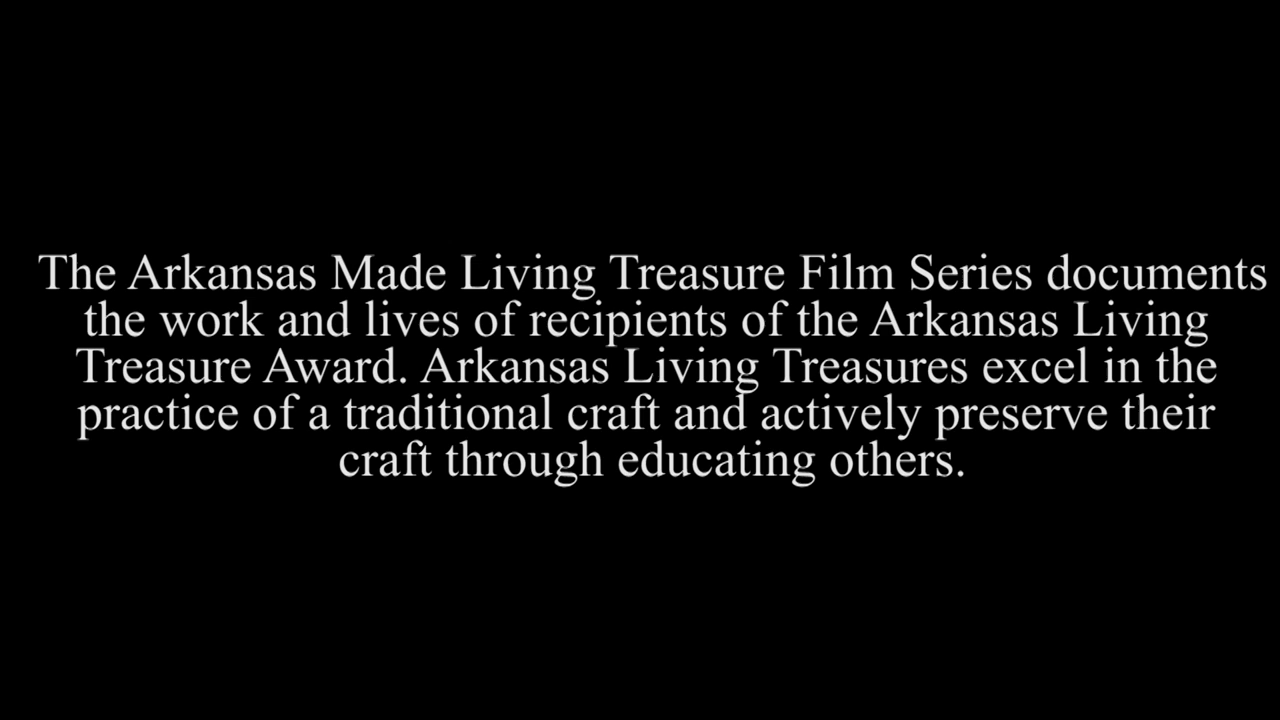 The Arkansas Made Living Treasure Film Series documents
the work and lives of recipients of the Arkansas Living
Treasure Award. Arkansas Living Treasures excel in the
practice of a traditional craft and actively preserve their
craft through educating others.